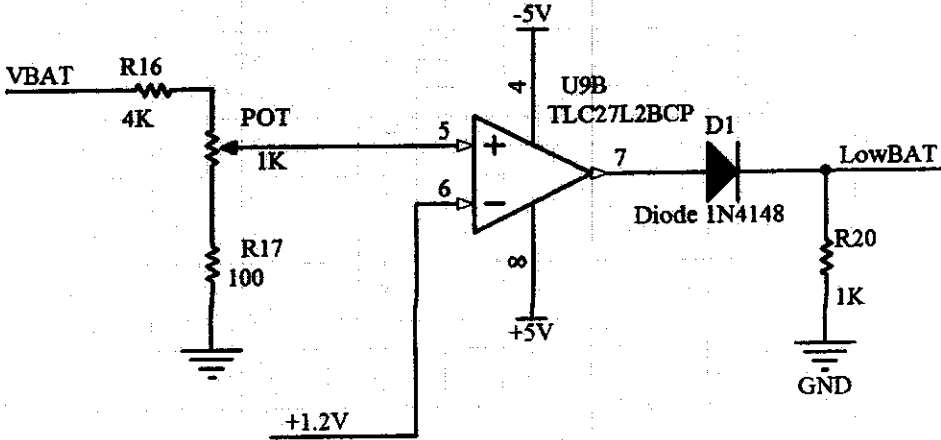 -5V
VBAT
R16
4K
POT
1K
4
U9B
TLC27L2BCP
5
+
6
−
7
D1
Diode 1N4148
LowBAT
R17
100
8
+5V
R20
1K
GND
+1.2V